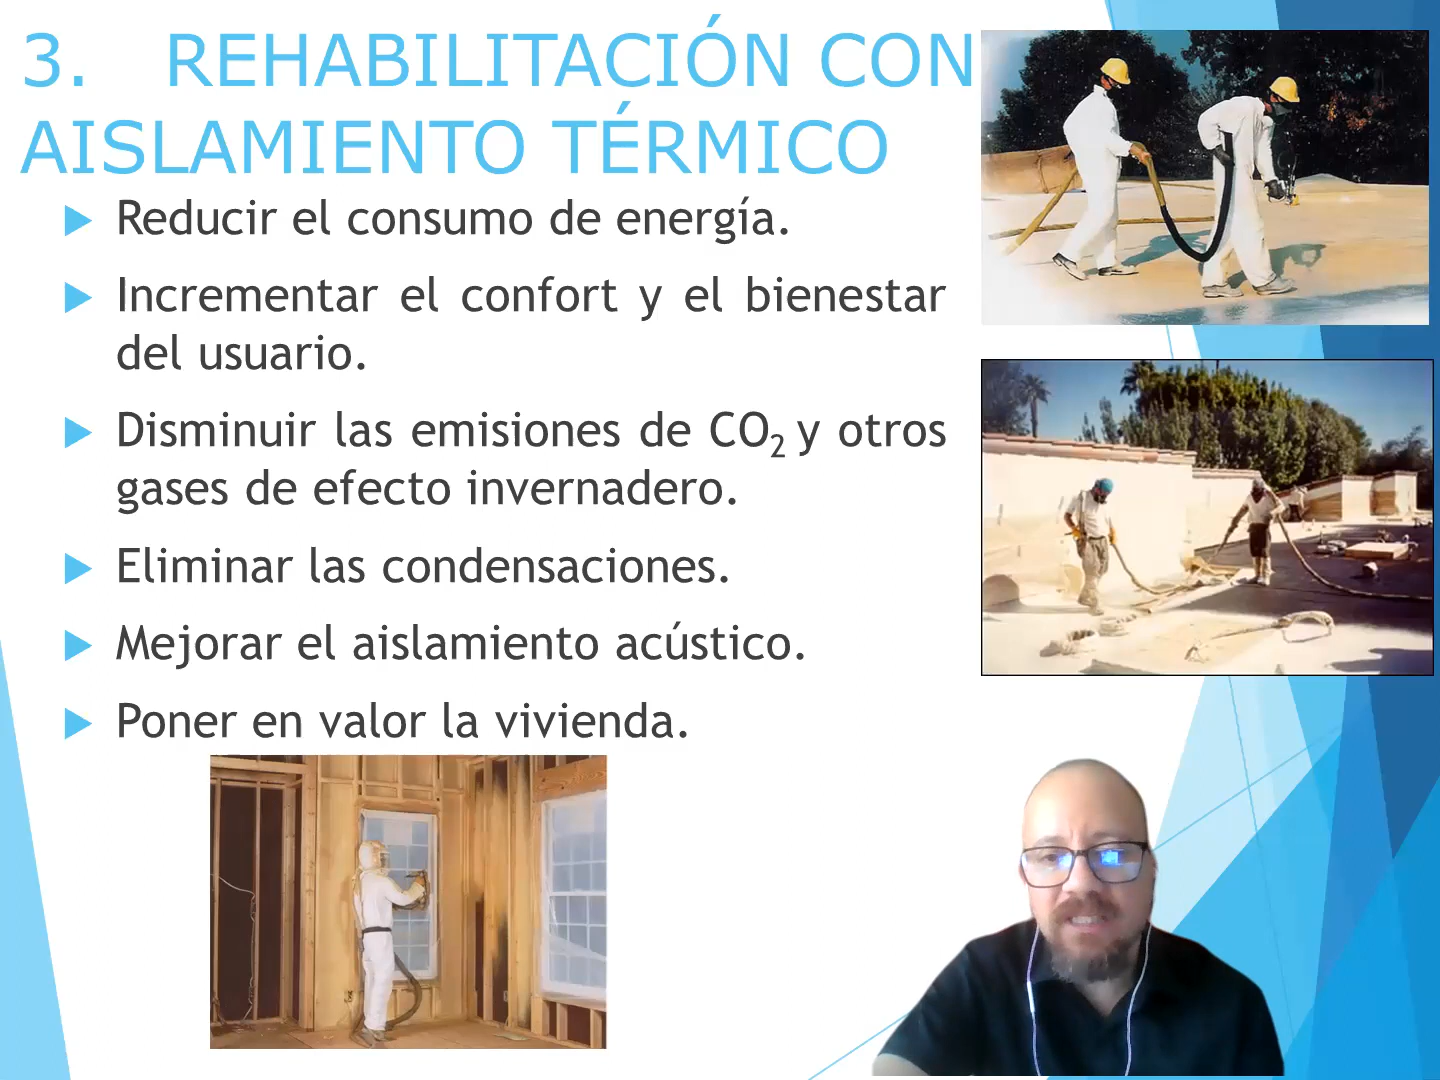 3. REHABILITACIÓN CON
AISLAMIENTO TÉRMICO
Reducir el consumo de energía.
Incrementar el confort y el bienestar
del usuario.
Disminuir las emisiones de CO₂ y otros
gases de efecto invernadero.
Eliminar las condensaciones.
Mejorar el aislamiento acústico.
Poner en valor la vivienda.